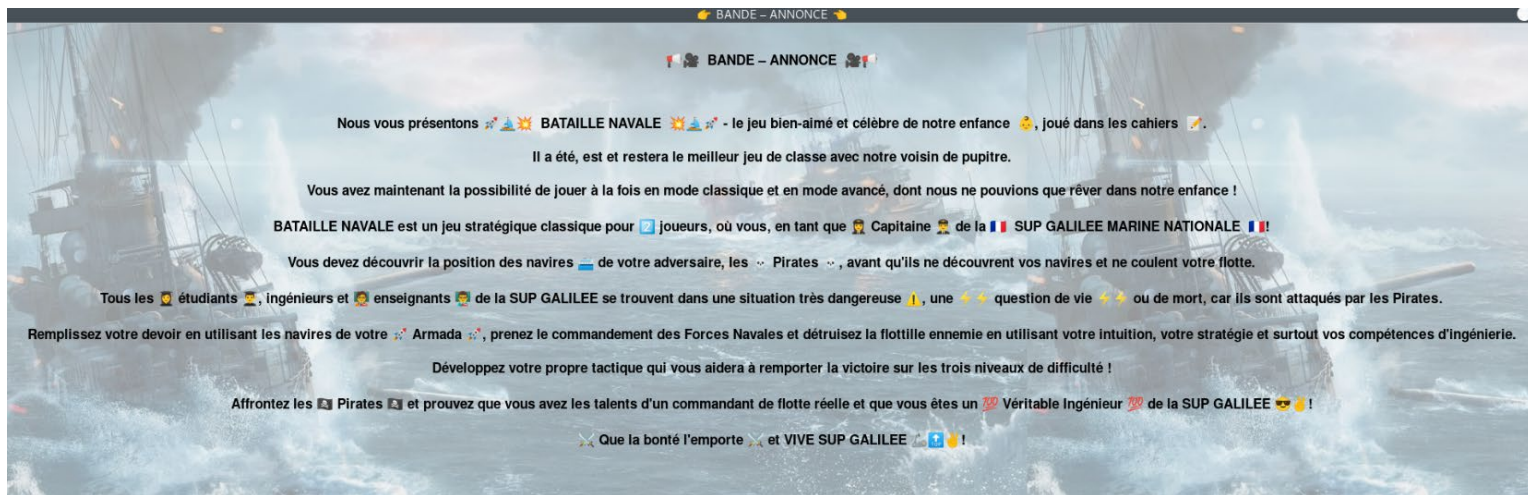 👉 BANDE – ANNONCE 👈
📢🎥 BANDE – ANNONCE 🎥📢
Nous vous présentons 🚀🚢💥 BATAILLE NAVALE 💥🚢🚀 - le jeu bien-aimé et célèbre de notre enfance 👶, joué dans les cahiers 📝.
Il a été, est et restera le meilleur jeu de classe avec notre voisin de pupitre.
Vous avez maintenant la possibilité de jouer à la fois en mode classique et en mode avancé, dont nous ne pouvions que rêver dans notre enfance !
BATAILLE NAVALE est un jeu stratégique classique pour 2️⃣ joueurs, où vous, en tant que 👩‍✈️ Capitaine 👨‍✈️ de la 🇫🇷 SUP GALILEE MARINE NATIONALE 🇫🇷!
Vous devez découvrir la position des navires 🚢 de votre adversaire, les ☠ Pirates ☠, avant qu'ils ne découvrent vos navires et ne coulent votre flotte.
Tous les 👩‍🎓 étudiants 👨‍🎓, ingénieurs et 👩‍🏫 enseignants 👨‍🏫 de la SUP GALILEE se trouvent dans une situation très dangereuse ⚠️, une ⚡⚡ question de vie ⚡⚡ ou de mort, car ils sont attaqués par les Pirates.
Remplissez votre devoir en utilisant les navires de votre 🚀 Armada 🚀, prenez le commandement des Forces Navales et détruisez la flottille ennemie en utilisant votre intuition, votre stratégie et surtout vos compétences d'ingénierie.
Développez votre propre tactique qui vous aidera à remporter la victoire sur les trois niveaux de difficulté !
Affrontez les 🏴‍☠️ Pirates 🏴‍☠️ et prouvez que vous avez les talents d'un commandant de flotte réelle et que vous êtes un 💯 Véritable Ingénieur 💯 de la SUP GALILEE 😎✌!
⚔️ Que la bonté l'emporte ⚔️ et VIVE SUP GALILEE 🦾⬆️✌!